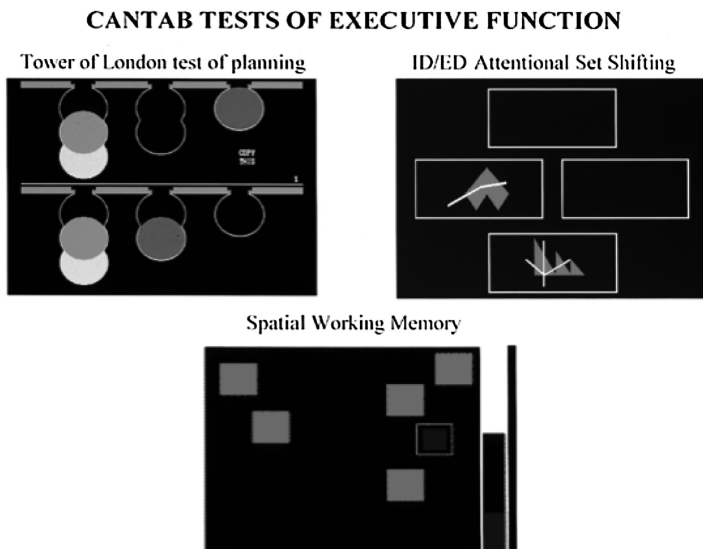 CANTAB TESTS OF EXECUTIVE FUNCTION
Tower of London test of planning
ID/ED Attentional Set Shifting
COPY
THIS
1
Spatial Working Memory